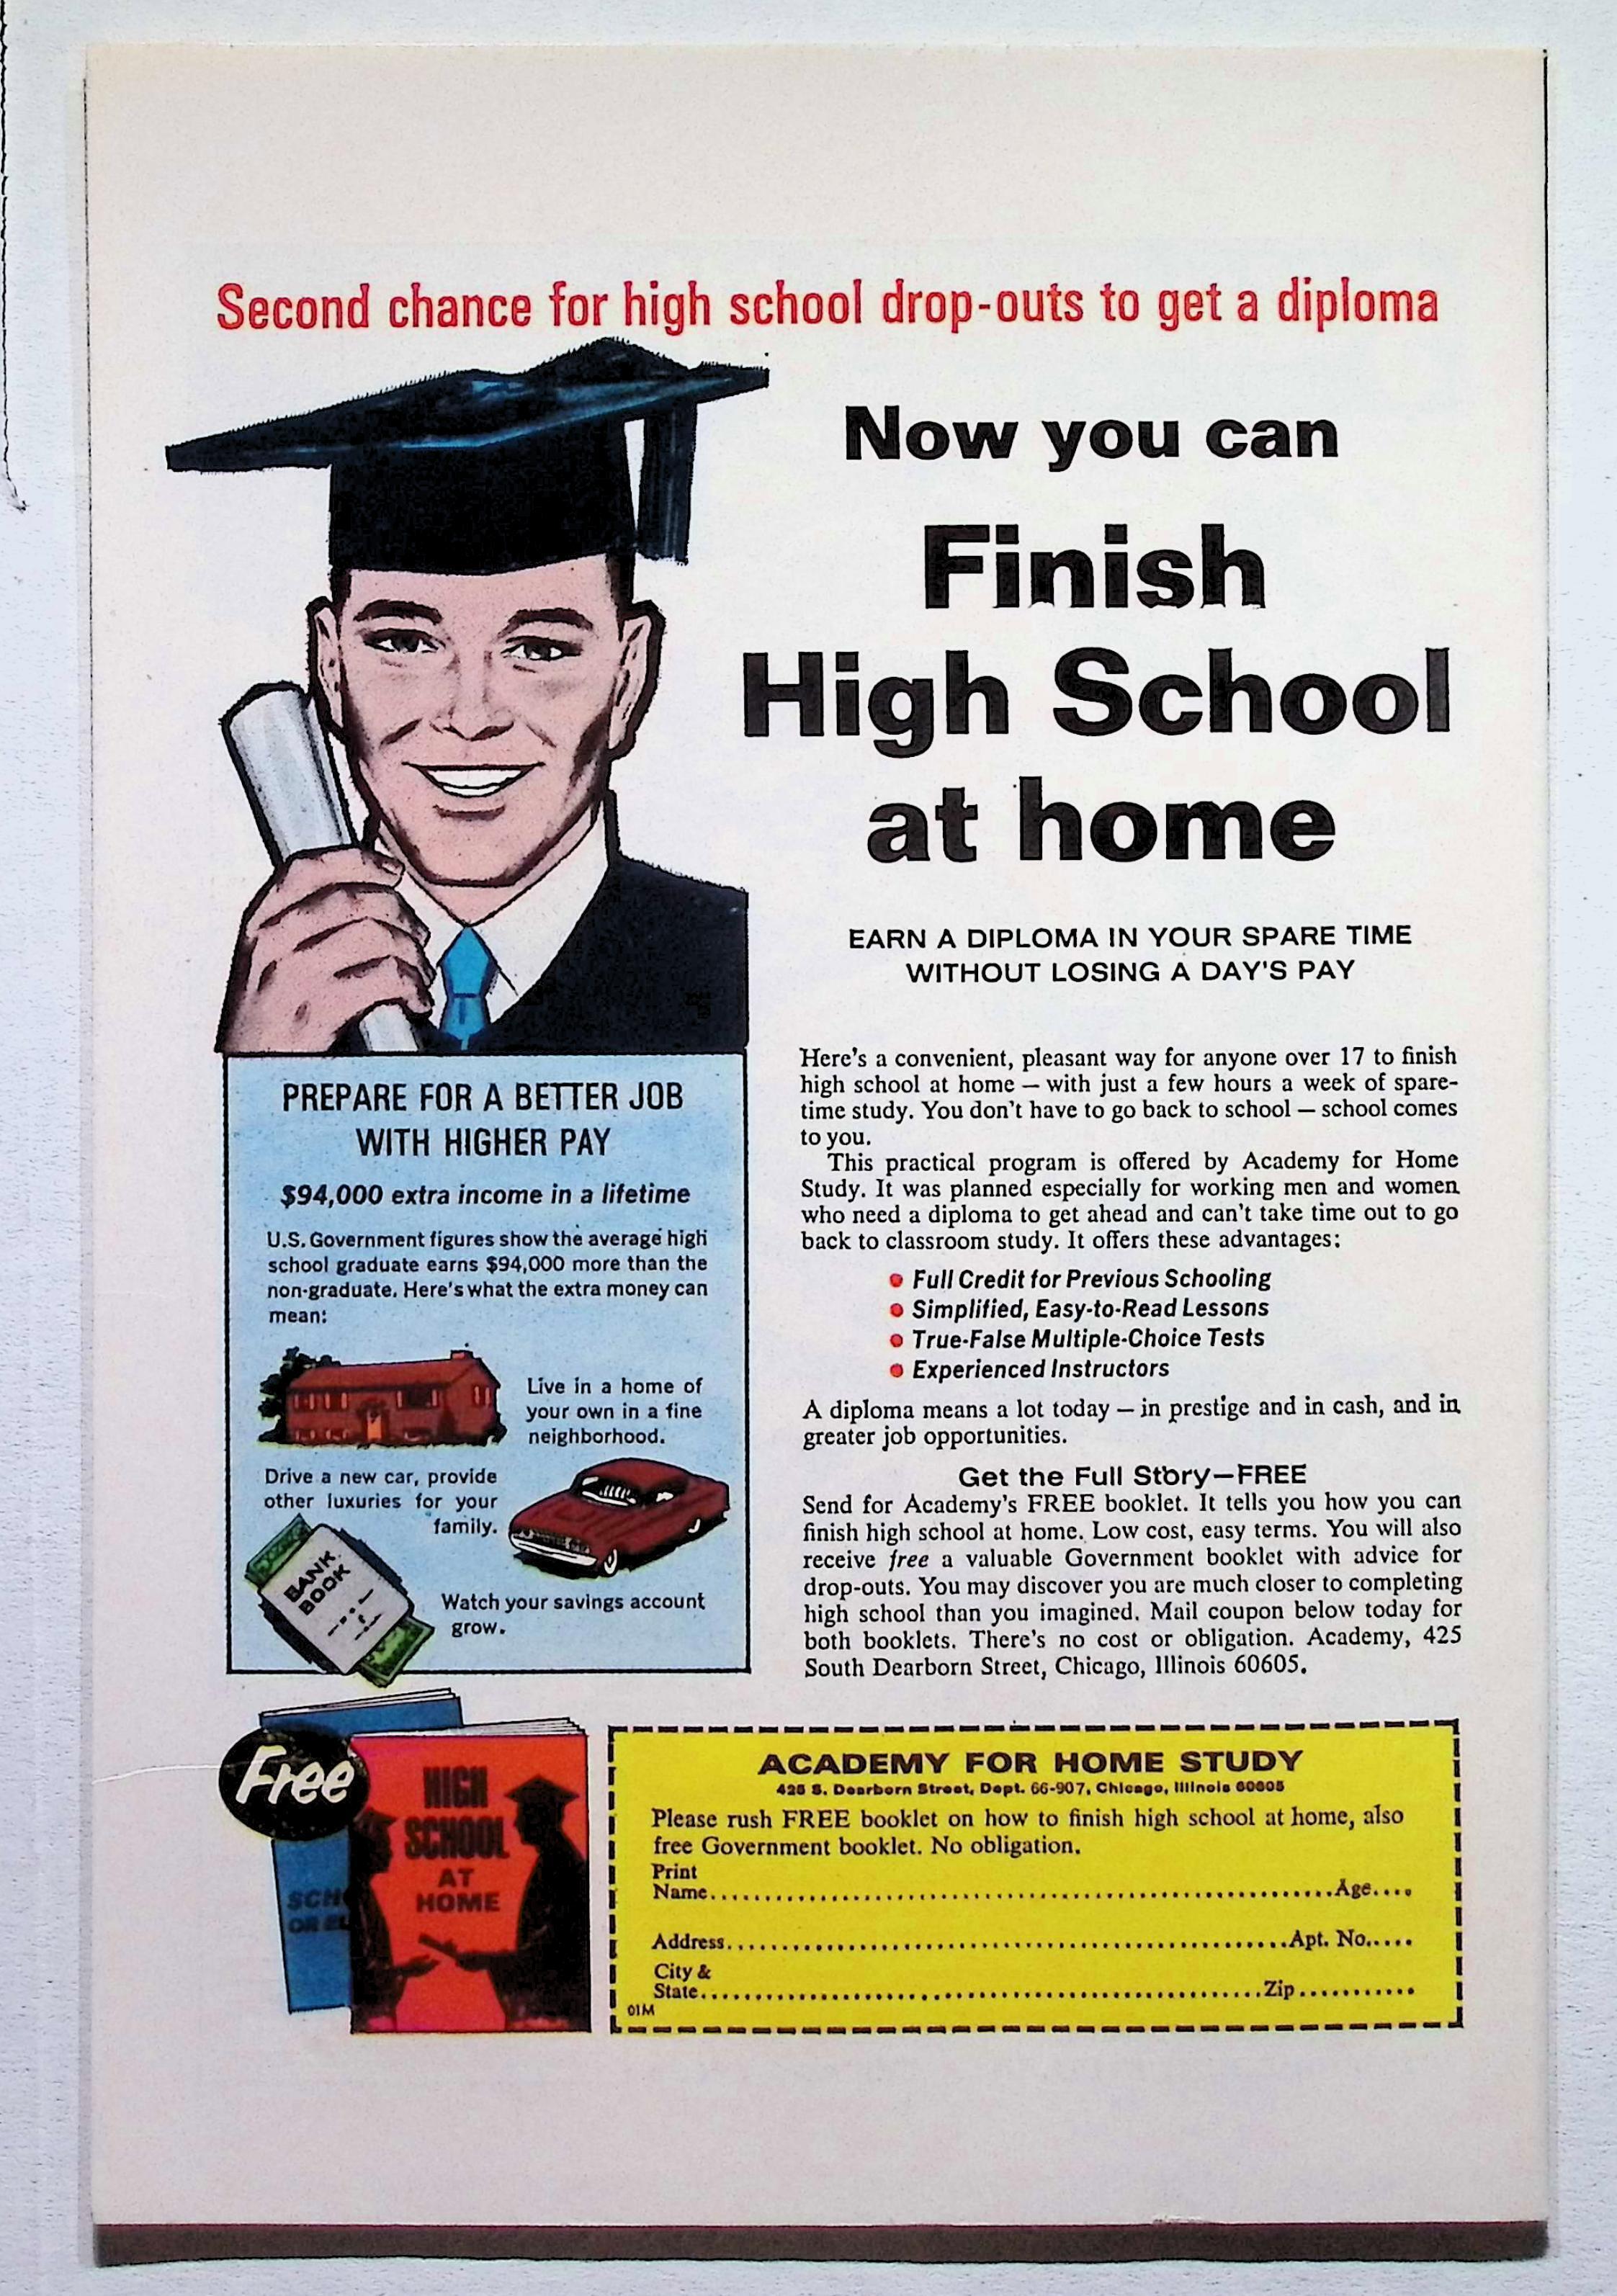 Second chance for high school drop-outs to get a diploma
Now you can
Finish
High School
at home
EARN A DIPLOMA IN YOUR SPARE TIME
WITHOUT LOSING A DAY'S PAY
PREPARE FOR A BETTER JOB
WITH HIGHER PAY
$94,000 extra income in a lifetime
U.S. Government figures show the average high
school graduate earns $94,000 more than the
non-graduate. Here's what the extra money can
mean:
Live in a home of
your own in a fine
neighborhood.
Drive a new car, provide
other luxuries for your
family.
BANK
BOOK
Watch your savings account
grow.
Here's a convenient, pleasant way for anyone over 17 to finish
high school at home — with just a few hours a week of spare-
time study. You don't have to go back to school — school comes
to you.
This practical program is offered by Academy for Home
Study. It was planned especially for working men and women
who need a diploma to get ahead and can't take time out to go
back to classroom study. It offers these advantages:
• Full Credit for Previous Schooling
• Simplified, Easy-to-Read Lessons
• True-False Multiple-Choice Tests
• Experienced Instructors
A diploma means a lot today — in prestige and in cash, and in
greater job opportunities.
Get the Full Story—FREE
Send for Academy's FREE booklet. It tells you how you can
finish high school at home. Low cost, easy terms. You will also
receive free a valuable Government booklet with advice for
drop-outs. You may discover you are much closer to completing
high school than you imagined. Mail coupon below today for
both booklets. There's no cost or obligation. Academy, 425
South Dearborn Street, Chicago, Illinois 60605.
Free
HIGH
SCHOOL
AT
HOME
SCH
OR EL
ACADEMY FOR HOME STUDY
425 S. Dearborn Street, Dept. 66-907, Chicago, Illinois 60605
Please rush FREE booklet on how to finish high school at home, also
free Government booklet. No obligation.
Print
Name........................................Age....
Address........................................Apt. No.....
City &
State........................................Zip...........
01M